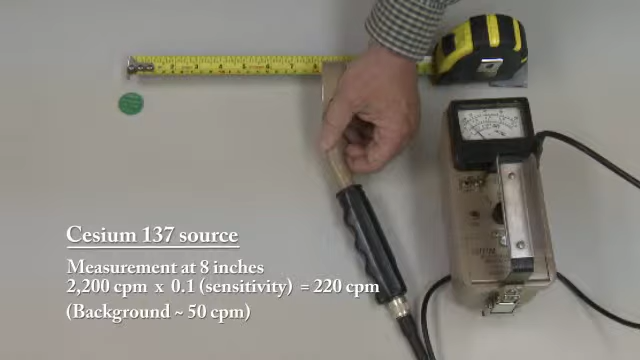 Cesium 137 source
Measurement at 8 inches
2,200 cpm x 0.1 (sensitivity) = 220 cpm
(Background ~ 50 cpm)